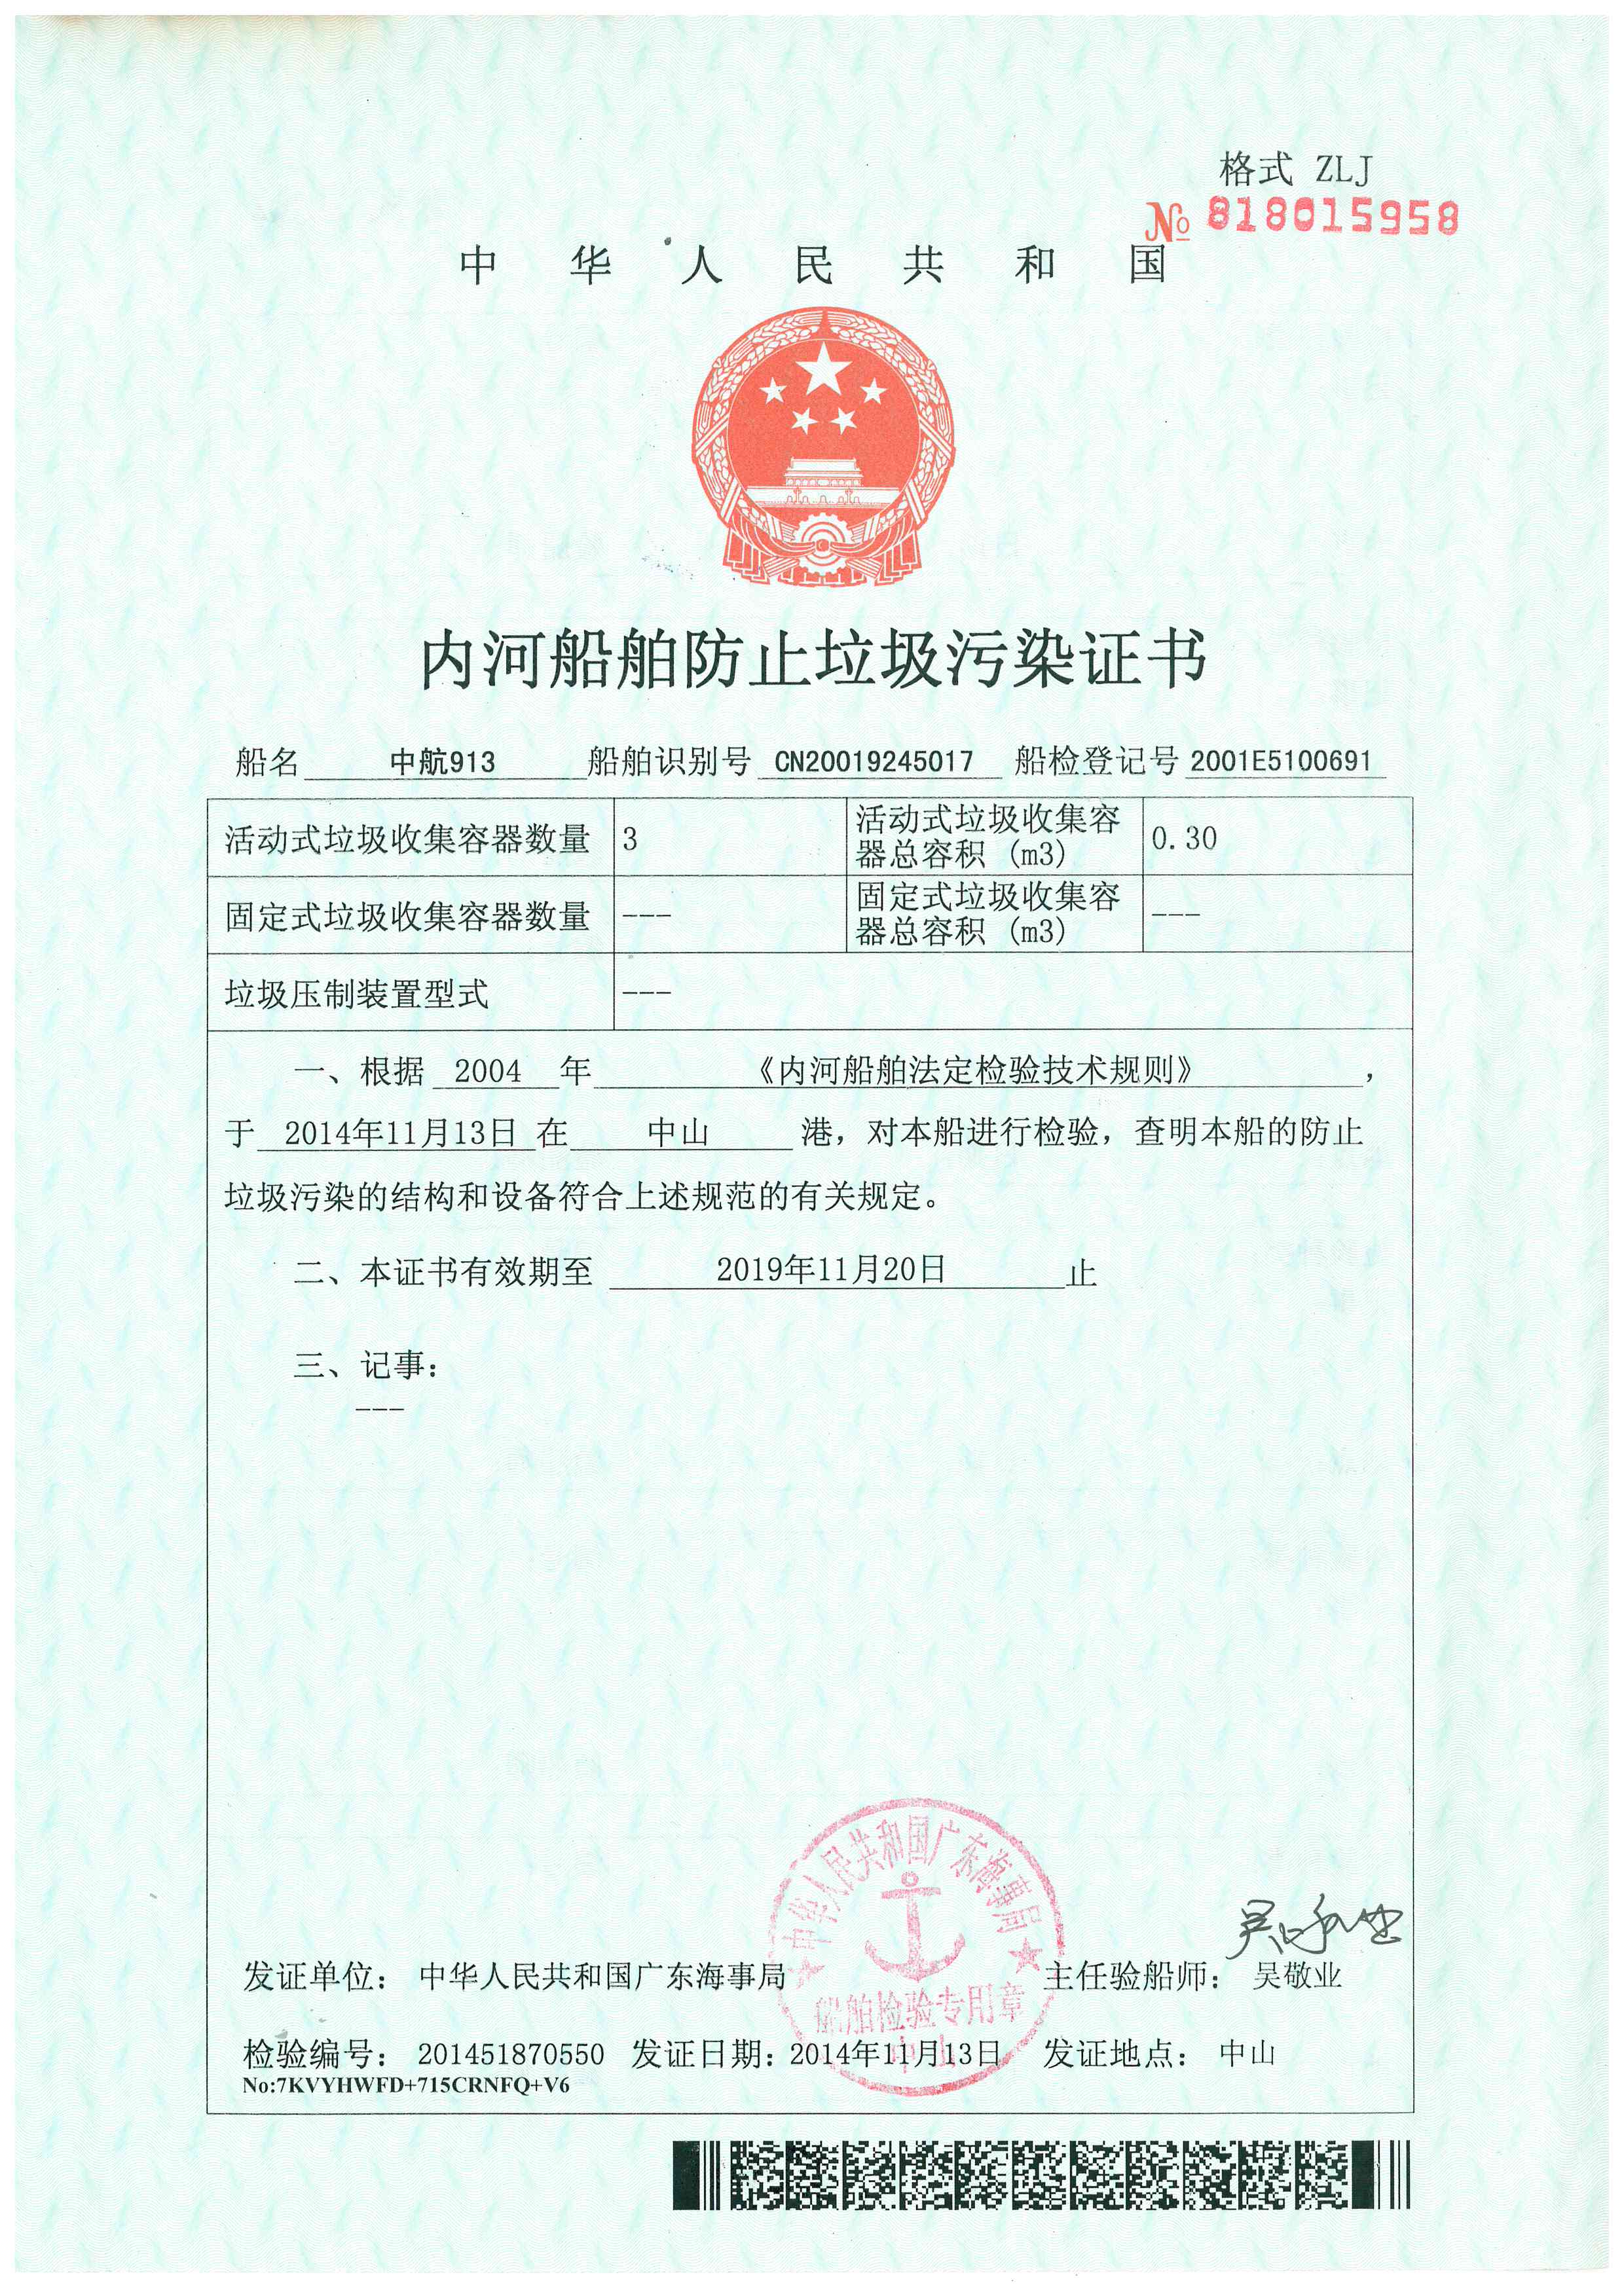 格式 ZLJ
№ 818015958
中华人民共和国
内河船舶防止垃圾污染证书
船名 中航913 船舶识别号 CN20019245017 船检登记号 2001E5100691
活动式垃圾收集容器数量 3 活动式垃圾收集容
器总容积 (m3) 0.30
固定式垃圾收集容器数量 --- 固定式垃圾收集容
器总容积 (m3) ---
垃圾压制装置型式 ---
一、根据 2004 年 《内河船舶法定检验技术规则》 ，
于 2014年11月13日 在 中山 港，对本船进行检验，查明本船的防止
垃圾污染的结构和设备符合上述规范的有关规定。
二、本证书有效期至 2019年11月20日 止
三、记事：
---
中华人民共和国广东海事局
船舶检验专用章
中山
发证单位： 中华人民共和国广东海事局 主任验船师： 吴敬业
检验编号： 201451870550 发证日期：2014年11月13日 发证地点： 中山
No:7KVYHWFD+715CRNFQ+V6